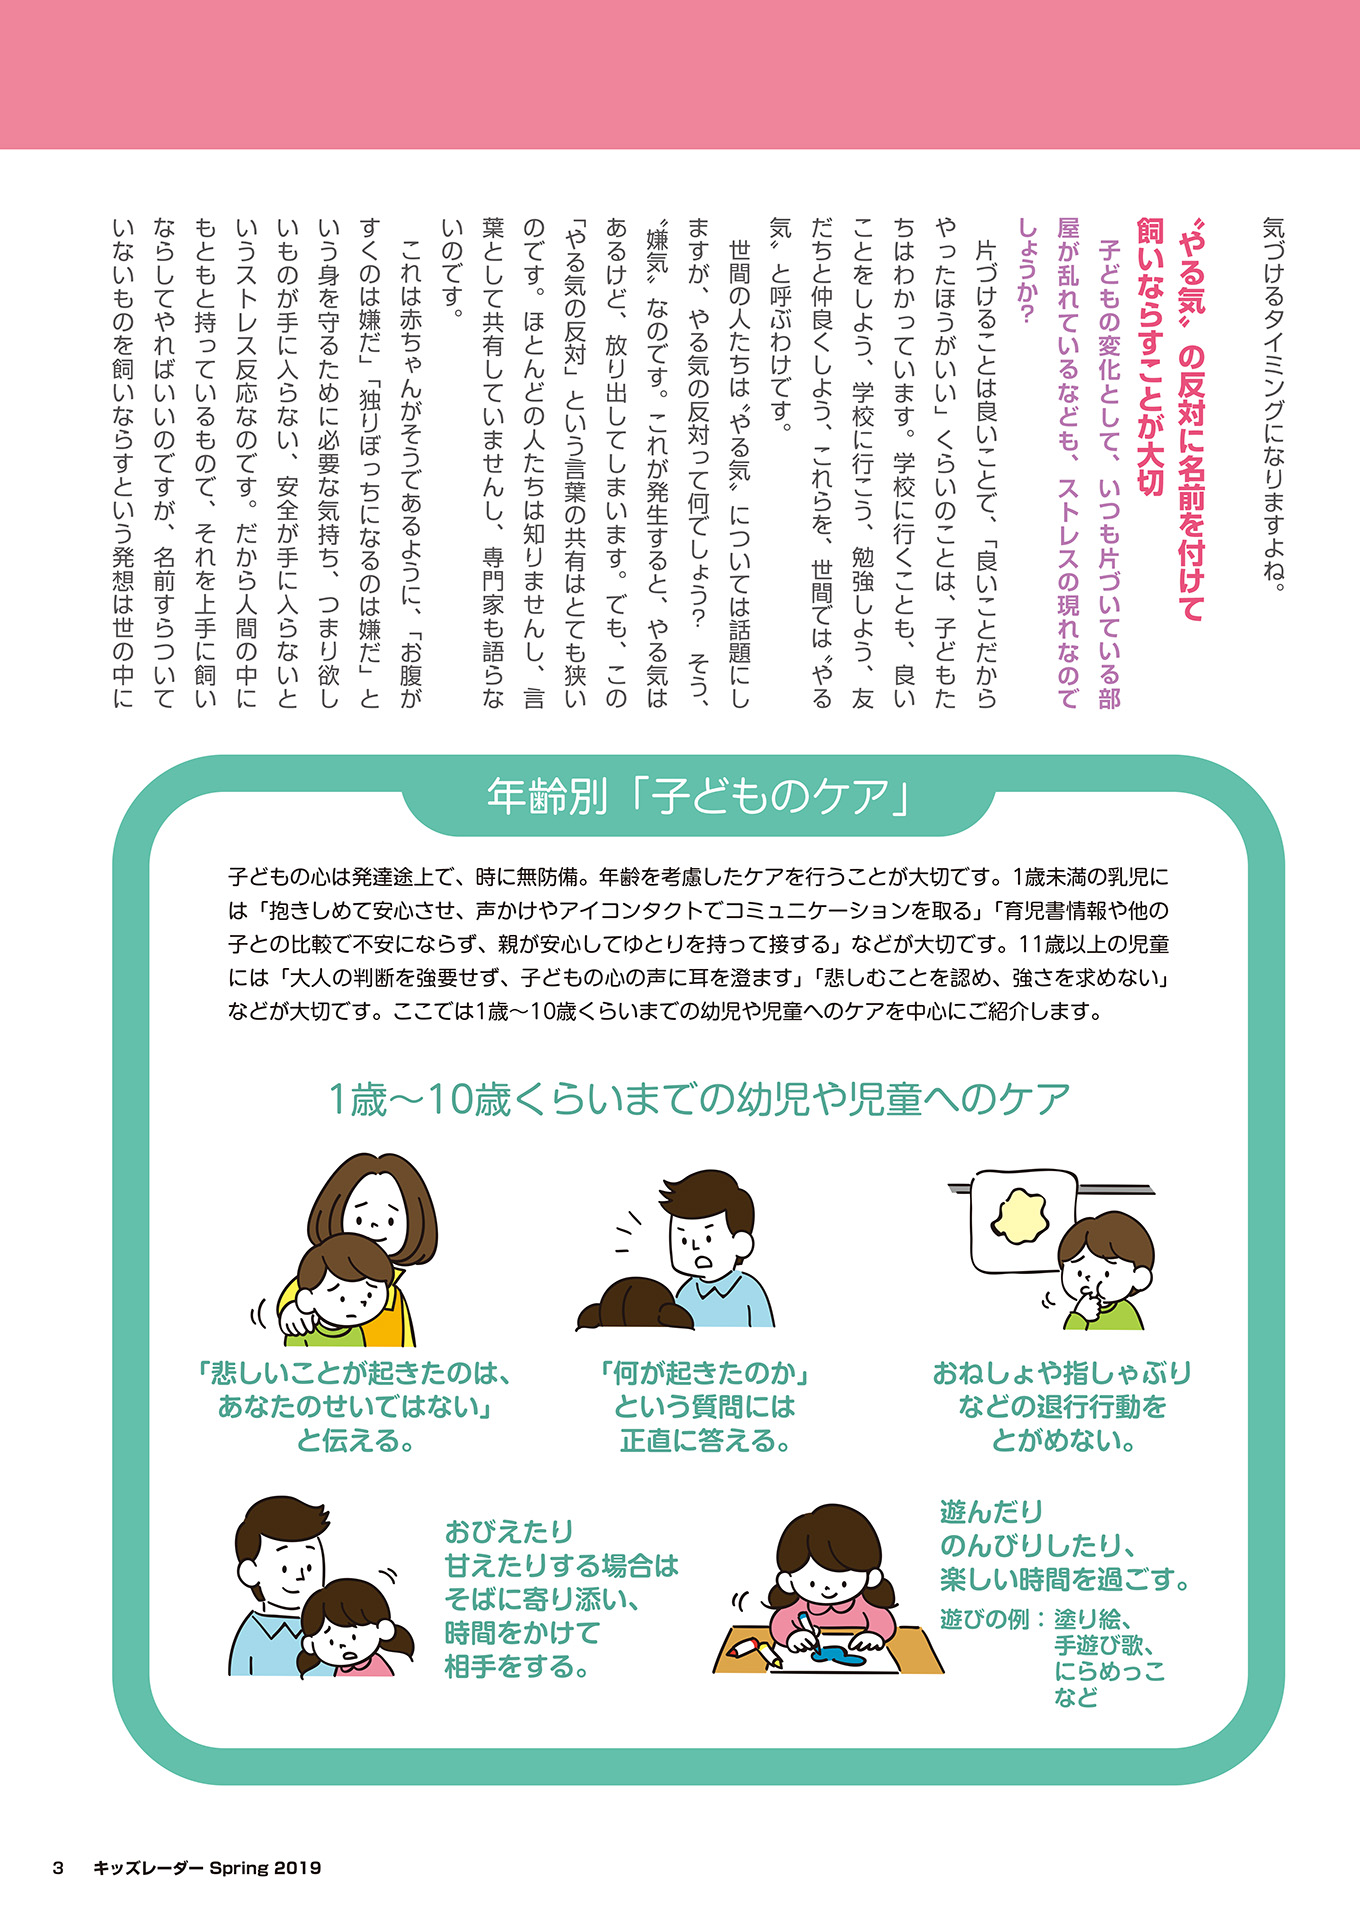 気づけるタイミングになりますよね。
〝やる気〟の反対に名前を付けて
飼いならすことが大切
子どもの変化として、いつも片づいている部
屋が乱れているなども、ストレスの現れなので
しょうか?
片づけることは良いことで、「良いことだから
やったほうがいい」くらいのことは、子どもた
ちはわかっています。学校に行くことも、良い
ことをしよう、学校に行こう、勉強しよう、友
だちと仲良くしよう、これらを、世間では〝やる
気〟と呼ぶわけです。
世間の人たちは〝やる気〟については話題にし
ますが、やる気の反対って何でしょう? そう、
〝嫌気〟なのです。これが発生すると、やる気は
あるけど、放り出してしまいます。でも、この
「やる気の反対」という言葉の共有はとても狭い
のです。ほとんどの人たちは知りませんし、言
葉として共有していませんし、専門家も語らな
いのです。
これは赤ちゃんがそうであるように、「お腹が
すくのは嫌だ」「独りぼっちになるのは嫌だ」と
いう身を守るために必要な気持ち、つまり欲し
いものが手に入らない、安全が手に入らないと
いうストレス反応なのです。だから人間の中に
もともと持っているもので、それを上手に飼い
ならしてやればいいのですが、名前すらついて
いないものを飼いならすという発想は世の中に
年齢別「子どものケア」
子どもの心は発達途上で、時に無防備。年齢を考慮したケアを行うことが大切です。1歳未満の乳児に
は「抱きしめて安心させ、声かけやアイコンタクトでコミュニケーションを取る」「育児書情報や他の
子との比較で不安にならず、親が安心してゆとりを持って接する」などが大切です。11歳以上の児童
には「大人の判断を強要せず、子どもの心の声に耳を澄ます」「悲しむことを認め、強さを求めない」
などが大切です。ここでは1歳〜10歳くらいまでの幼児や児童へのケアを中心にご紹介します。
1歳〜10歳くらいまでの幼児や児童へのケア
「悲しいことが起きたのは、
あなたのせいではない」
と伝える。
「何が起きたのか」
という質問には
正直に答える。
おねしょや指しゃぶり
などの退行行動を
とがめない。
おびえたり
甘えたりする場合は
そばに寄り添い、
時間をかけて
相手をする。
遊んだり
のんびりしたり、
楽しい時間を過ごす。
遊びの例:塗り絵、
手遊び歌、
にらめっこ
など
3 キッズレーダー Spring 2019